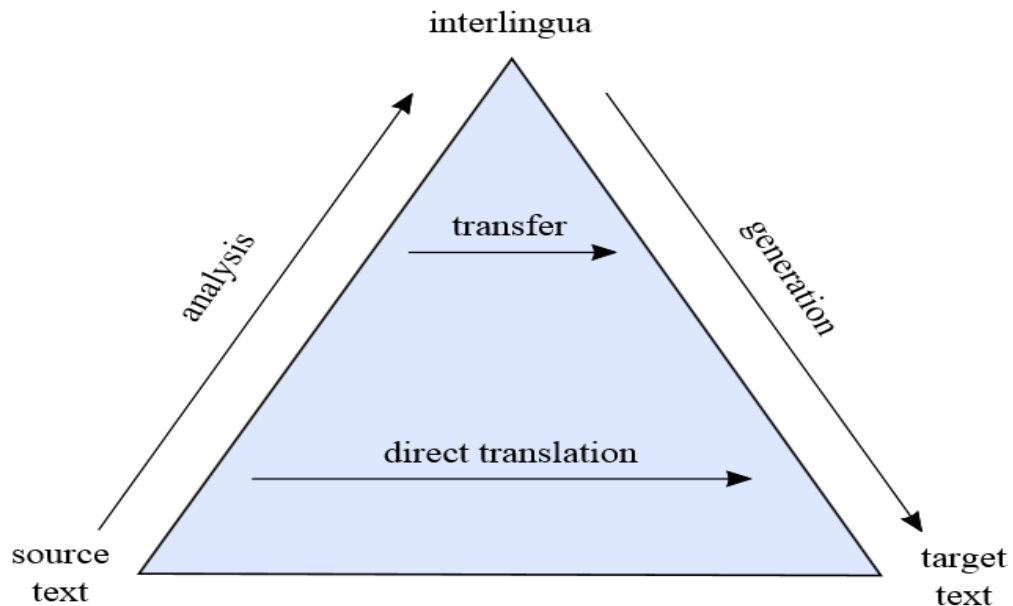 interlingua
transfer
analysis
generation
direct translation
source
text
target
text